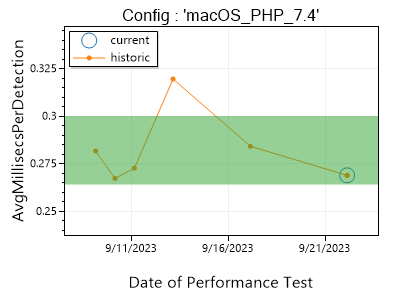 Config : 'macOS_PHP_7.4'
current
historic
AvgMillisecsPerDetection
0.325
0.3
0.275
0.25
9/11/2023
9/16/2023
9/21/2023
Date of Performance Test